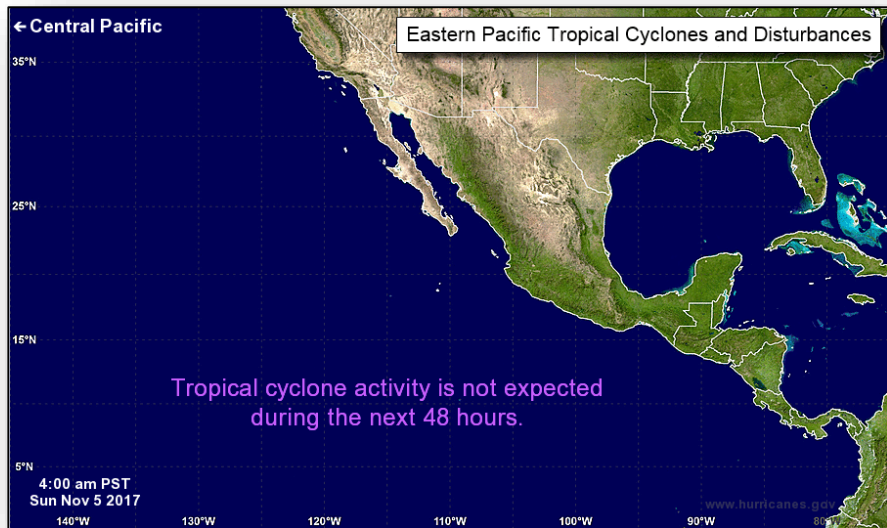 ← Central Pacific
Eastern Pacific Tropical Cyclones and Disturbances
35°N
25°N
15°N
Tropical cyclone activity is not expected
during the next 48 hours.
5°N
4:00 am PST
Sun Nov 5 2017
www.hurricanes.gov
140°W 130°W 120°W 110°W 100°W 90°W 80°W